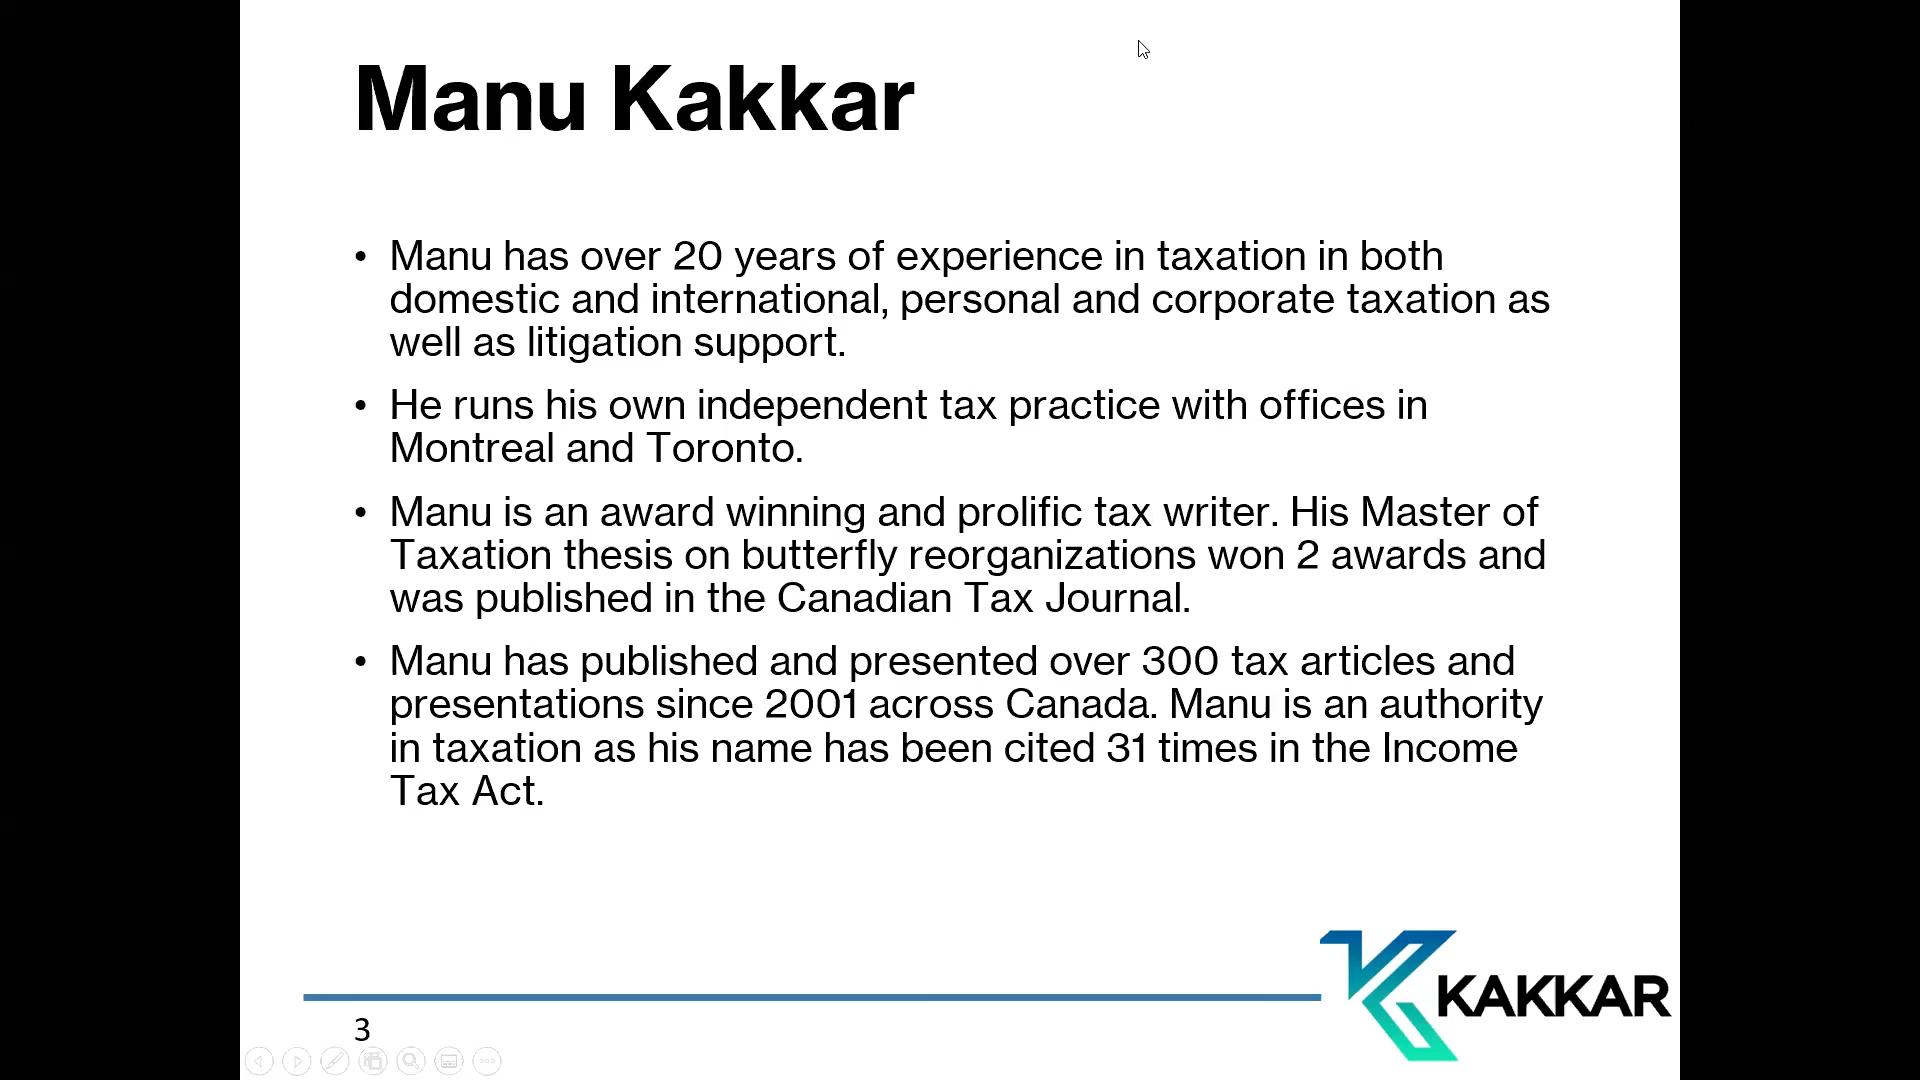 Manu Kakkar
• Manu has over 20 years of experience in taxation in both
domestic and international, personal and corporate taxation as
well as litigation support.
• He runs his own independent tax practice with offices in
Montreal and Toronto.
• Manu is an award winning and prolific tax writer. His Master of
Taxation thesis on butterfly reorganizations won 2 awards and
was published in the Canadian Tax Journal.
• Manu has published and presented over 300 tax articles and
presentations since 2001 across Canada. Manu is an authority
in taxation as his name has been cited 31 times in the Income
Tax Act.
KAKKAR
3